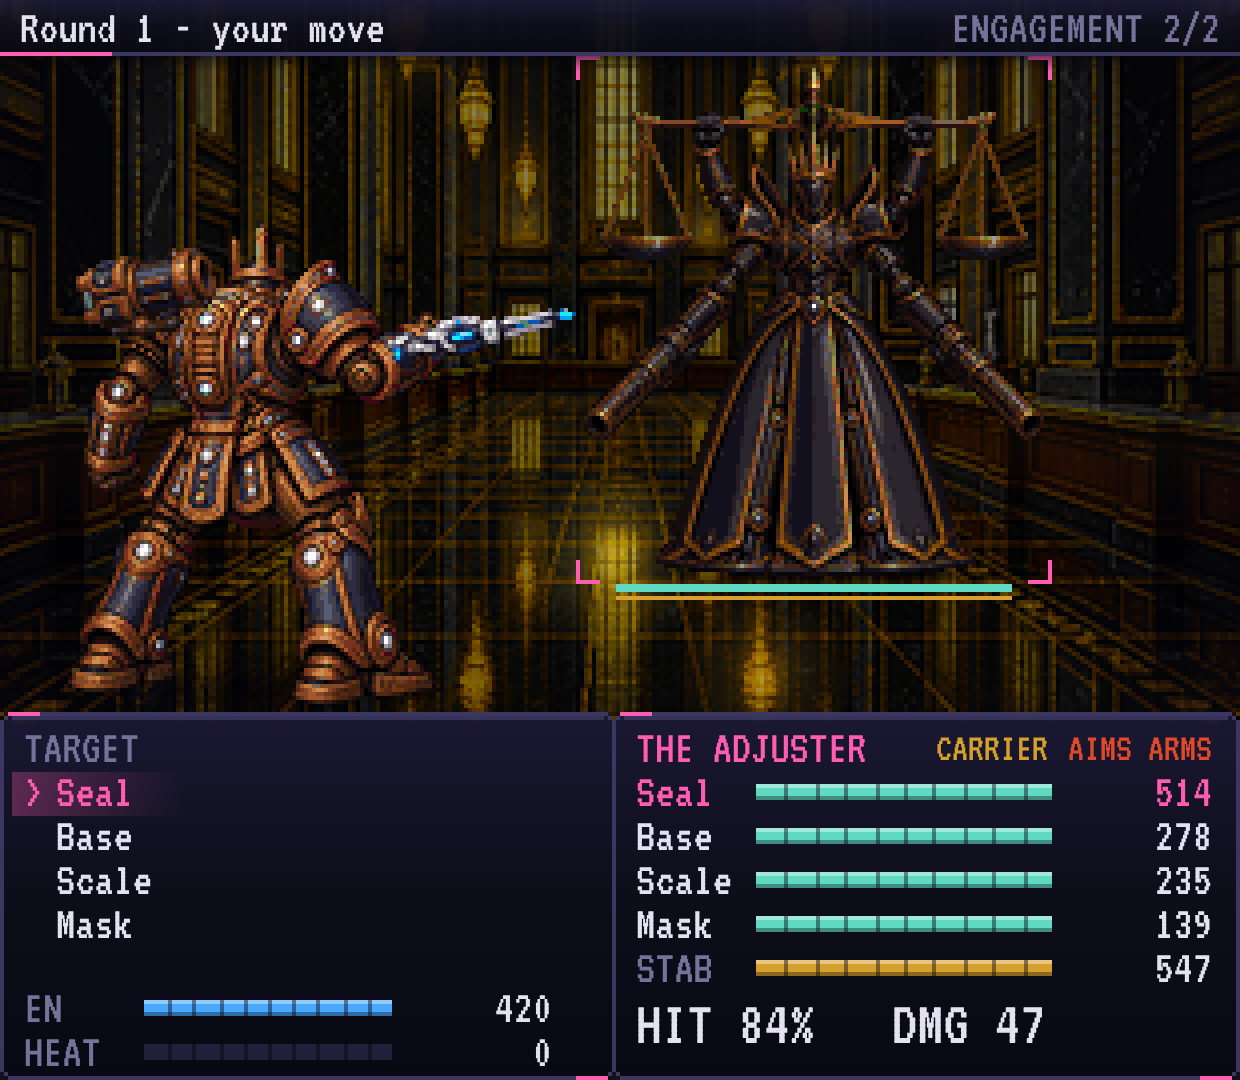 Round 1 - your move
ENGAGEMENT 2/2
TARGET
> Seal
Base
Scale
Mask
EN 420
HEAT 0
THE ADJUSTER CARRIER AIMS ARMS
Seal 514
Base 278
Scale 235
Mask 139
STAB 547
HIT 84% DMG 47